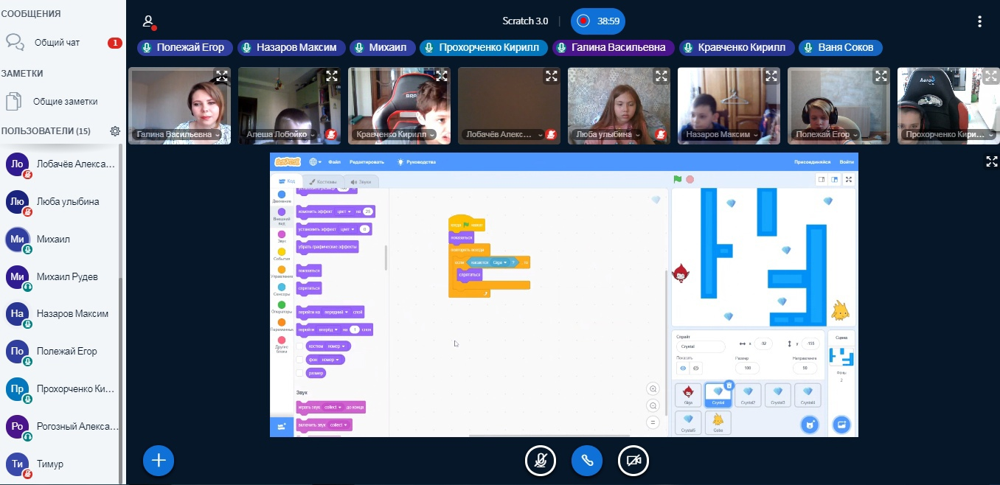 СООБЩЕНИЯ
Общий чат
1
ЗАМЕТКИ
Общие заметки
ПОЛЬЗОВАТЕЛИ (15)
Ло
Лобачёв Алекса...
Лю
Люба улыбина
Ми
Михаил
Ми
Михаил Рудев
На
Назаров Максим
По
Полежай Егор
Пр
Прохорченко Ки...
Ро
Рогозный Алекса...
Ти
Тимур
Scratch 3.0
38:59
Полежай Егор
Назаров Максим
Михаил
Прохорченко Кирилл
Галина Васильевна
Кравченко Кирилл
Ваня Соков
Галина Васильевна
Алеша Лобойко
Кравченко Кирилл
Лобачёв Алекс...
Люба улыбина
Назаров Максим
Полежай Егор
Прохорченко Кири...
SCRATCH
Файл
Редактировать
Руководства
Присоединяйся
Войти
Код
Костюмы
Звуки
Движение
Внешний вид
Звук
События
Управление
Сенсоры
Операторы
Переменные
Другие блоки
изменить эффект цвет на 25
установить эффект цвет 0
убрать графические эффекты
показаться
спрятаться
перейти на передний слой
перейти вперёд на 1 слоя
костюм номер
фон номер
размер
Звук
играть звук collect до конца
включить звук collect
когда нажат
показаться
повторять всегда
если касается Giga ? то
спрятаться
Спрайт
Crystal
x
-92
y
-155
Показать
Размер
100
Направление
90
Сцена
Фоны
2
Giga
Crystal
Crystal2
Crystal3
Crystal4
Crystal5
Gobo